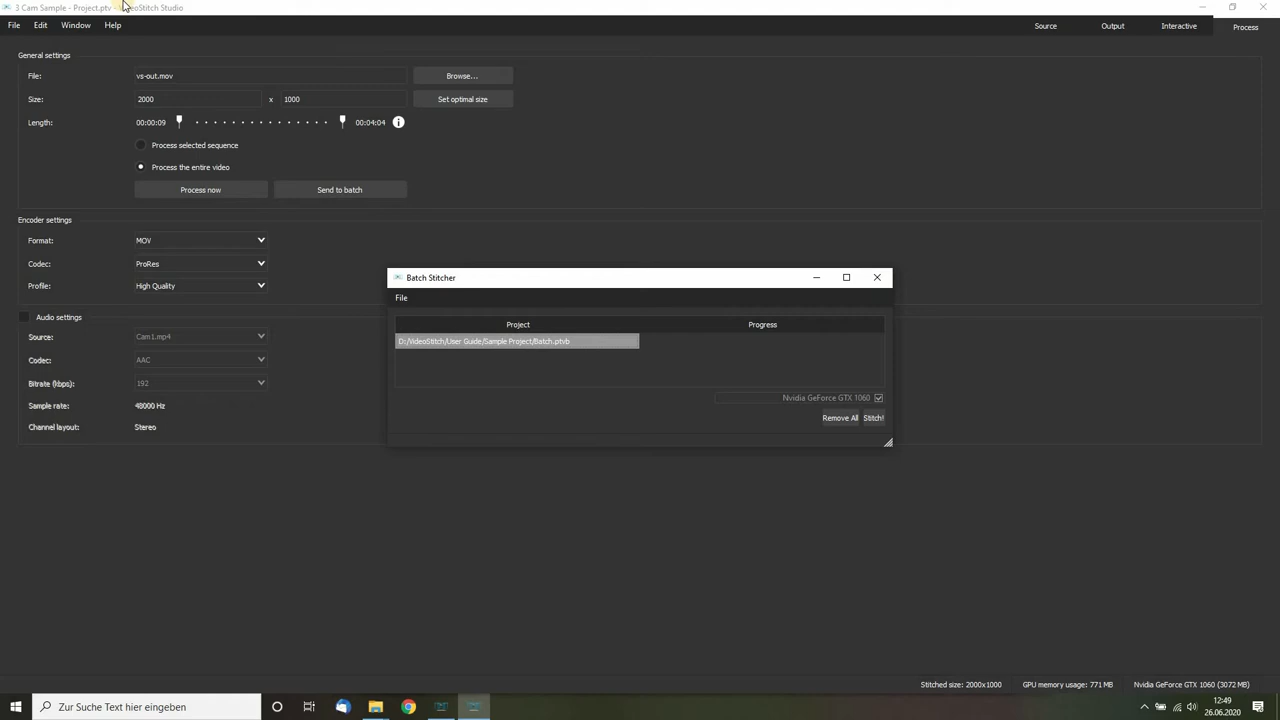 3 Cam Sample - Project.ptv - VideoStitch Studio
File Edit Window Help Source Output Interactive Process
General settings
File: vs-out.mov Browse...
Size: 2000 x 1000 Set optimal size
Length: 00:00:09 00:04:04
Process selected sequence
Process the entire video
Process now Send to batch
Encoder settings
Format: MOV
Codec: ProRes
Profile: High Quality
Batch Stitcher
File
Project Progress
D:/VideoStitch/User Guide/Sample Project/Batch.ptvb
Nvidia GeForce GTX 1060
Remove All Stitch!
Audio settings
Source: Cam1.mp4
Codec: AAC
Bitrate (kbps): 192
Sample rate: 48000 Hz
Channel layout: Stereo
Stitched size: 2000x1000 GPU memory usage: 771 MB Nvidia GeForce GTX 1060 (3072 MB)
Zur Suche Text hier eingeben
12:49
26.06.2020